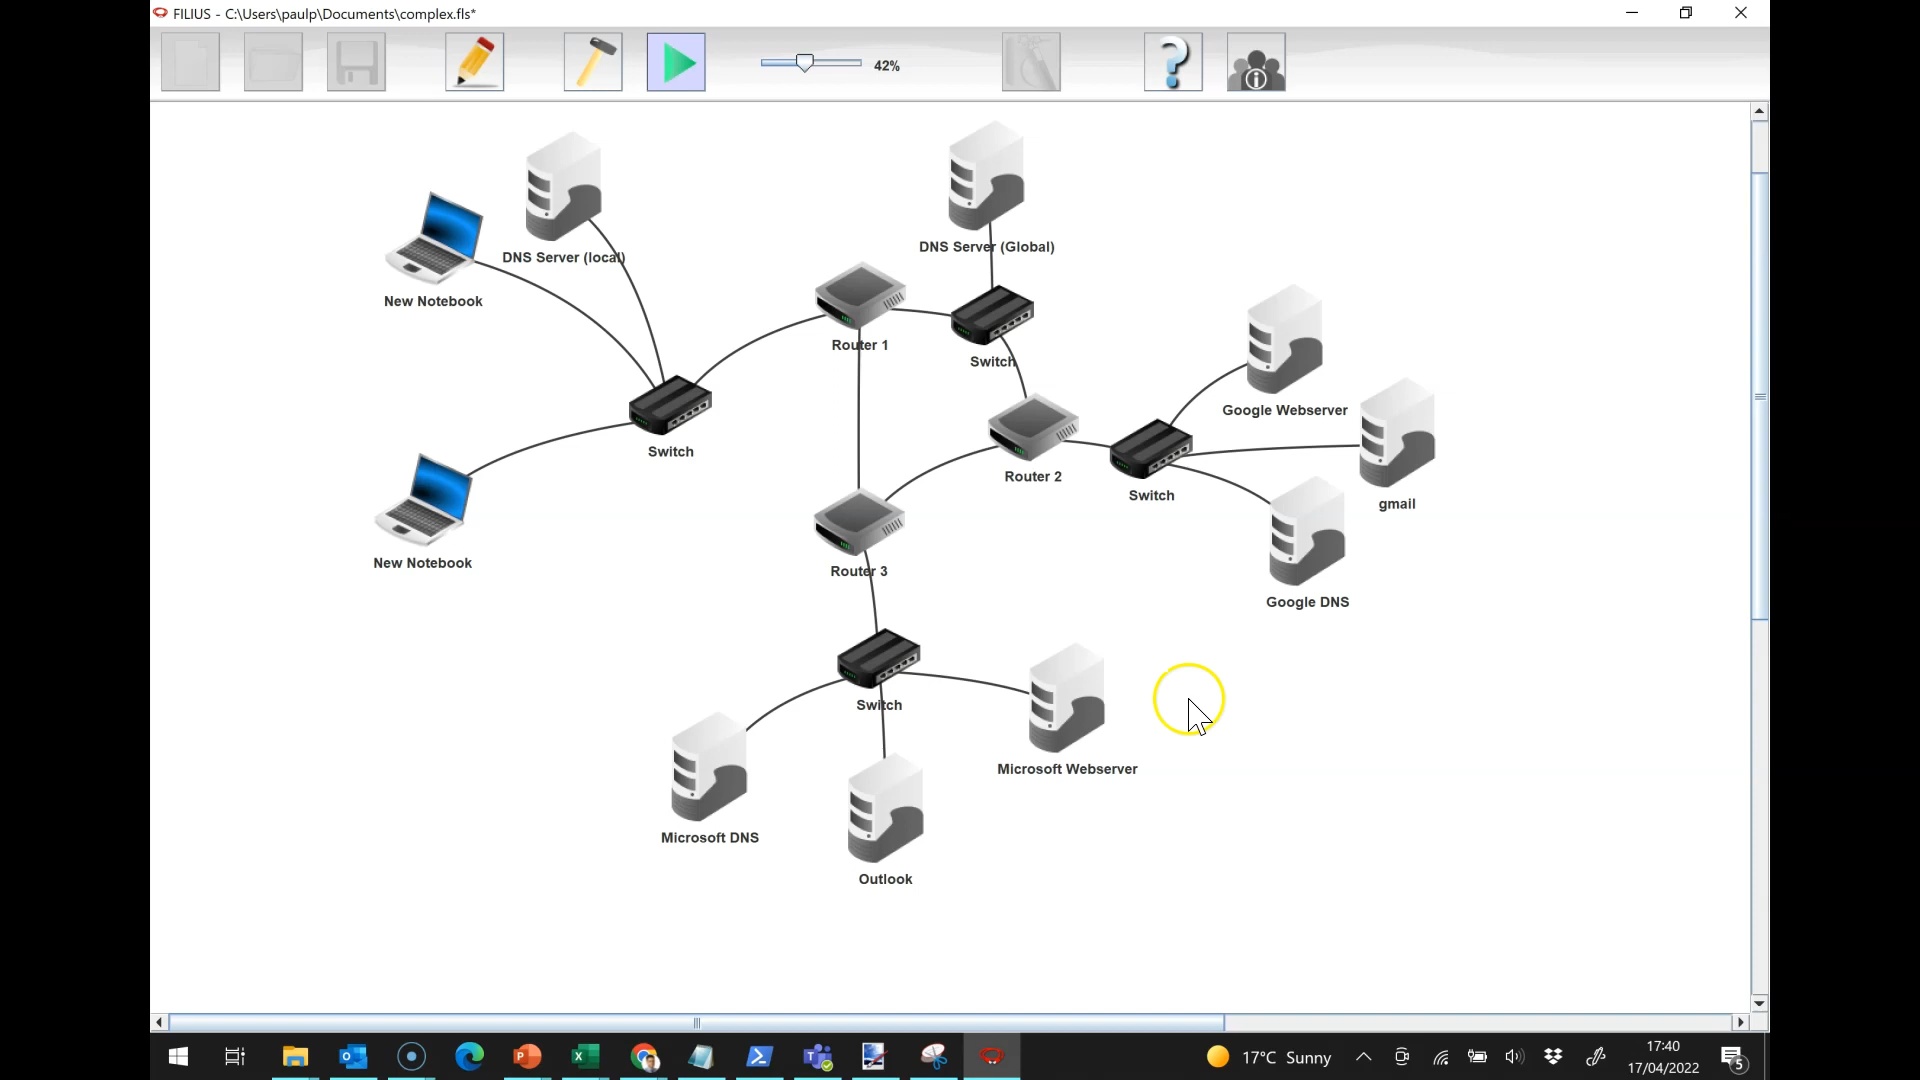 FILIUS - C:\Users\paulp\Documents\complex.fls*
42%
DNS Server (Global)
DNS Server (local)
New Notebook
Router 1
Switch
Google Webserver
Switch
Router 2
Switch
gmail
New Notebook
Router 3
Google DNS
Switch
Microsoft Webserver
Microsoft DNS
Outlook
17°C Sunny
17:40
17/04/2022
5